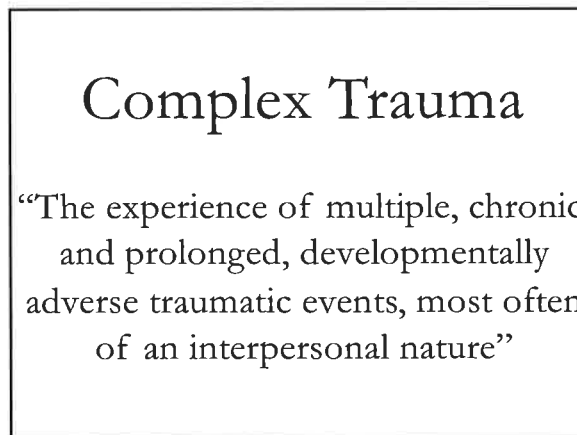 Complex Trauma
“The experience of multiple, chronic
and prolonged, developmentally
adverse traumatic events, most often
of an interpersonal nature”